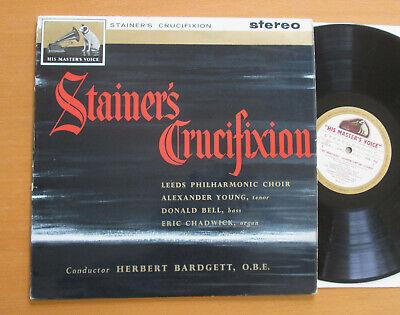 STAINER'S CRUCIFIXION
stereo
HIS MASTER'S VOICE
Stainer's
Crucifixion
LEEDS PHILHARMONIC CHOIR
ALEXANDER YOUNG, tenor
DONALD BELL, bass
ERIC CHADWICK, organ
Conductor HERBERT BARDGETT, O.B.E.
"HIS MASTER'S VOICE"